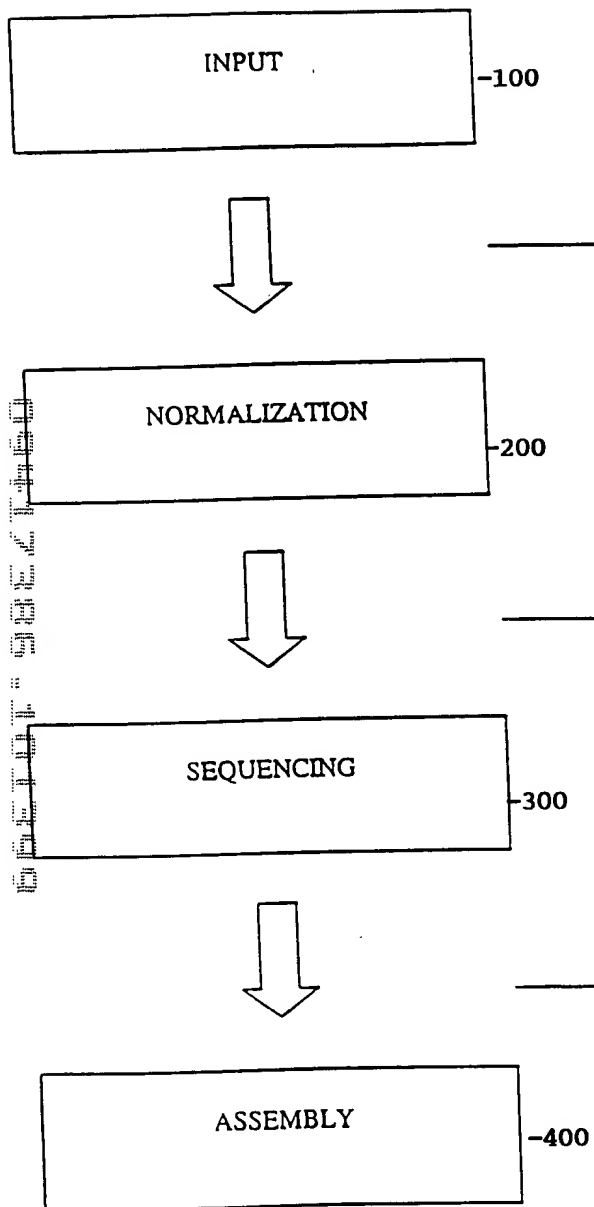 INPUT
-100
NORMALIZATION
-200
SEQUENCING
-300
ASSEMBLY
-400